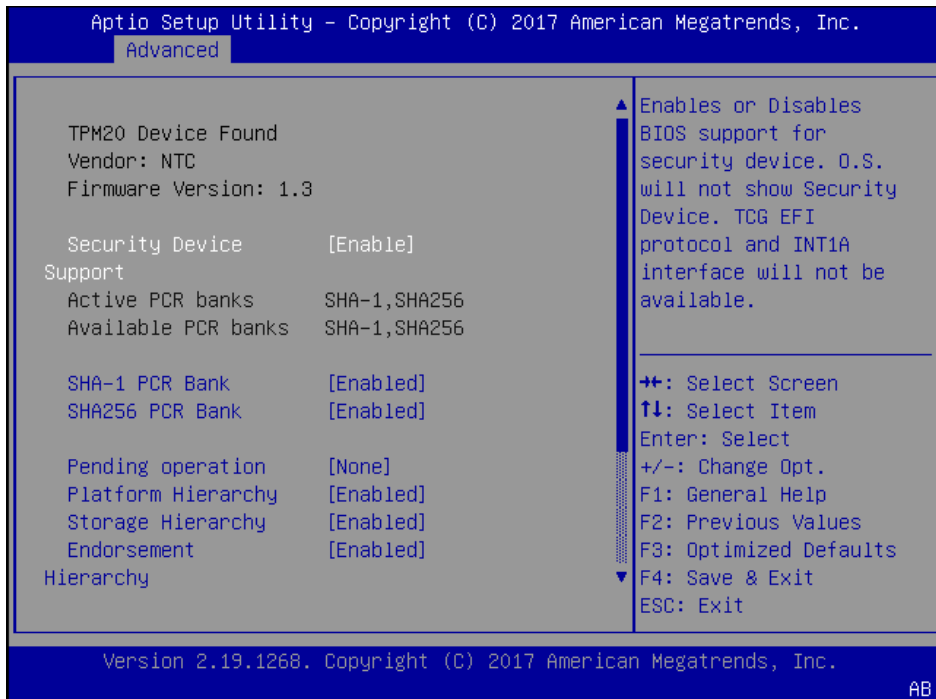 Aptio Setup Utility – Copyright (C) 2017 American Megatrends, Inc.
Advanced
TPM20 Device Found
Vendor: NTC
Firmware Version: 1.3
Security Device [Enable]
Support
Active PCR banks SHA-1,SHA256
Available PCR banks SHA-1,SHA256
SHA-1 PCR Bank [Enabled]
SHA256 PCR Bank [Enabled]
Pending operation [None]
Platform Hierarchy [Enabled]
Storage Hierarchy [Enabled]
Endorsement [Enabled]
Hierarchy
Enables or Disables
BIOS support for
security device. O.S.
will not show Security
Device. TCG EFI
protocol and INT1A
interface will not be
available.
→←: Select Screen
↑↓: Select Item
Enter: Select
+/-: Change Opt.
F1: General Help
F2: Previous Values
F3: Optimized Defaults
F4: Save & Exit
ESC: Exit
Version 2.19.1268. Copyright (C) 2017 American Megatrends, Inc.
AB